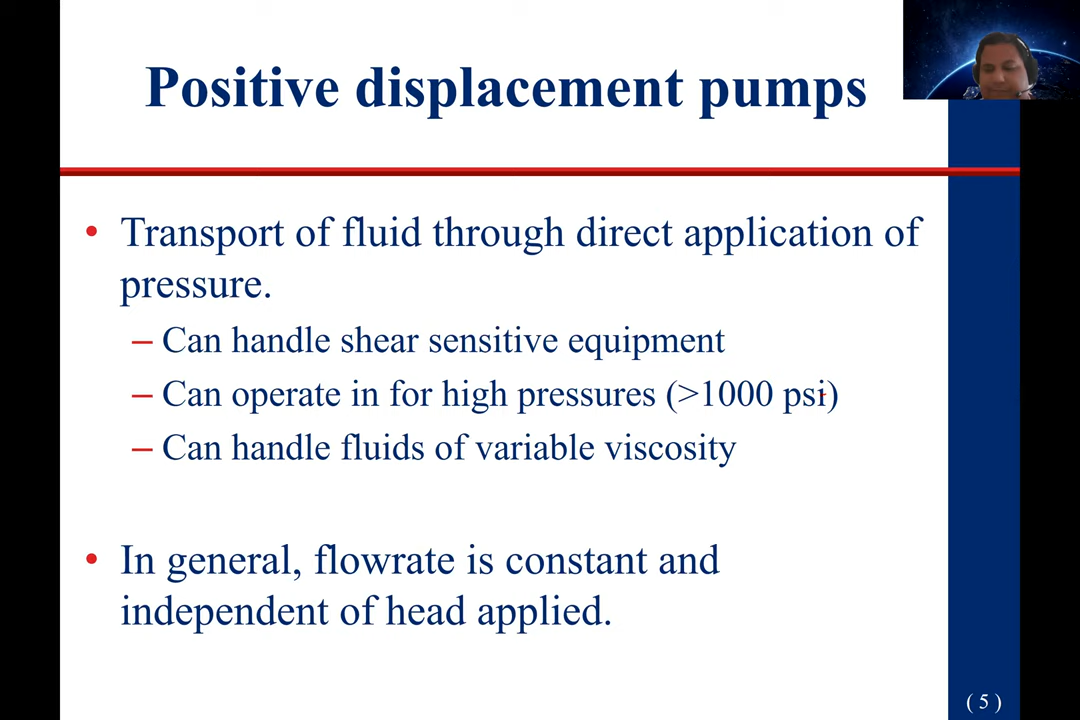 Positive displacement pumps
• Transport of fluid through direct application of
pressure.
– Can handle shear sensitive equipment
– Can operate in for high pressures (>1000 psi)
– Can handle fluids of variable viscosity
• In general, flowrate is constant and
independent of head applied.
( 5 )